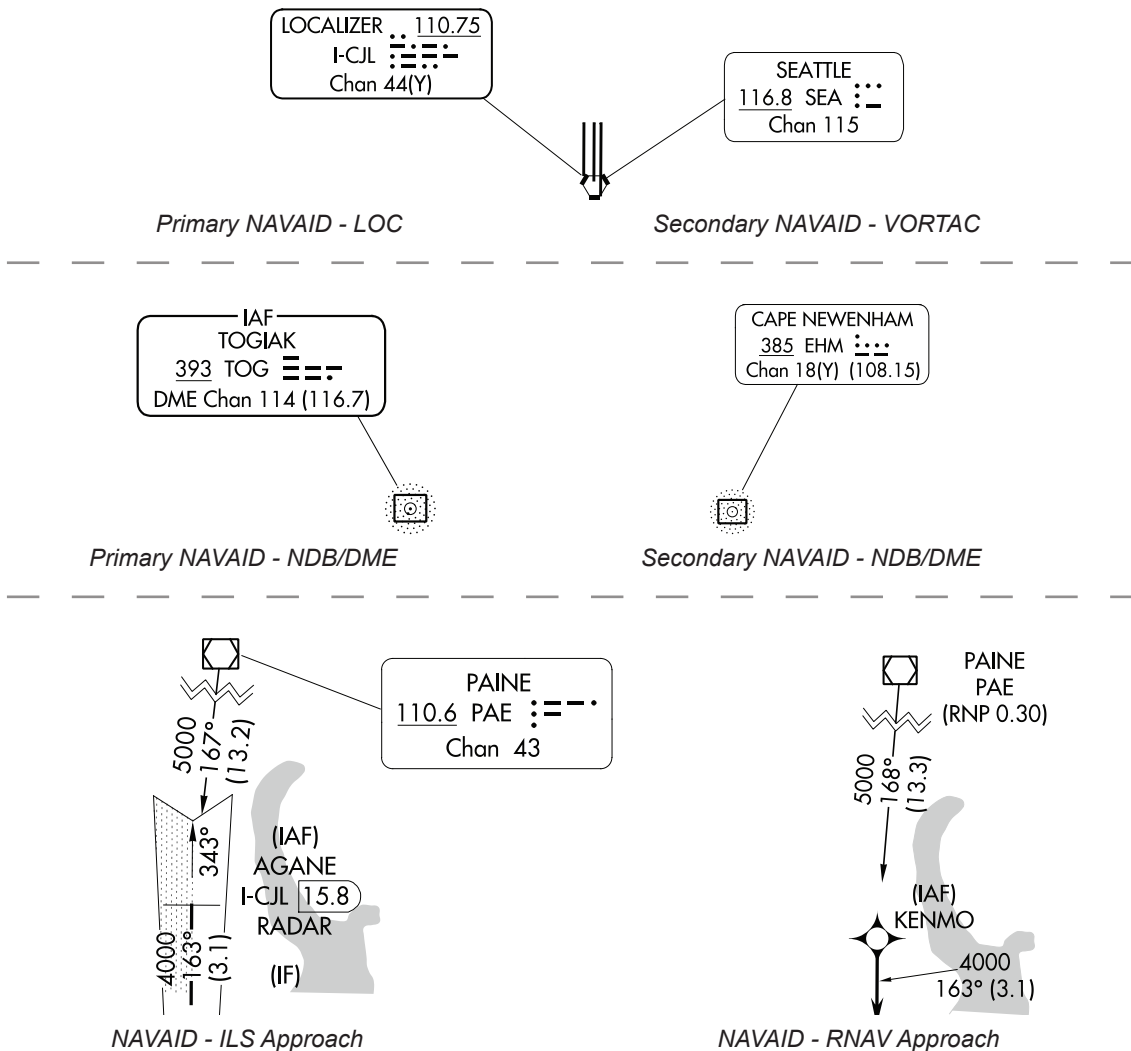 LOCALIZER 110.75
I-CJL
Chan 44(Y)
SEATTLE
116.8 SEA
Chan 115
Primary NAVAID - LOC
Secondary NAVAID - VORTAC
IAF
TOGIAK
393 TOG
DME Chan 114 (116.7)
CAPE NEWENHAM
385 EHM
Chan 18(Y) (108.15)
Primary NAVAID - NDB/DME
Secondary NAVAID - NDB/DME
5000
167°
(13.2)
PAINE
110.6 PAE
Chan 43
343°
(IAF)
AGANE
I-CJL 15.8
RADAR
(IF)
4000
163°
(3.1)
NAVAID - ILS Approach
PAINE
PAE
(RNP 0.30)
5000
168°
(13.3)
(IAF)
KENMO
4000
163° (3.1)
NAVAID - RNAV Approach